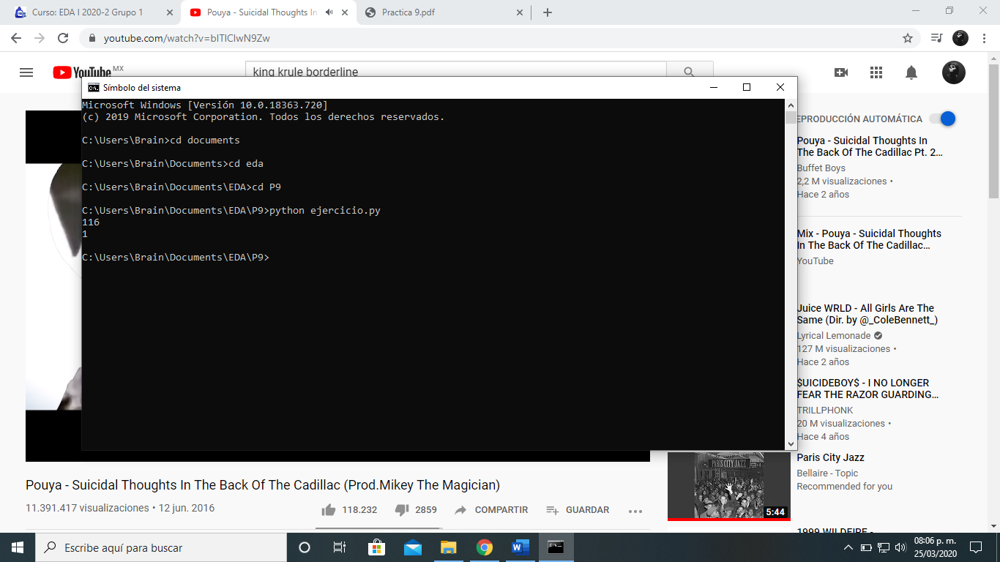 Curso: EDA I 2020-2 Grupo 1
Pouya - Suicidal Thoughts In
Practica 9.pdf
youtube.com/watch?v=bITICIwN9Zw
YouTube MX
king krule borderline
Símbolo del sistema
Microsoft Windows [Versión 10.0.18363.720]
(c) 2019 Microsoft Corporation. Todos los derechos reservados.
C:\Users\Brain>cd documents
C:\Users\Brain\Documents>cd eda
C:\Users\Brain\Documents\EDA>cd P9
C:\Users\Brain\Documents\EDA\P9>python ejercicio.py
116
1
C:\Users\Brain\Documents\EDA\P9>
EPRODUCCIÓN AUTOMÁTICA
Pouya - Suicidal Thoughts In
The Back Of The Cadillac Pt. 2...
Buffet Boys
2,2 M visualizaciones •
Hace 2 años
Mix - Pouya - Suicidal Thoughts
In The Back Of The Cadillac...
YouTube
Juice WRLD - All Girls Are The
Same (Dir. by @_ColeBennett_)
Lyrical Lemonade
127 M visualizaciones •
Hace 2 años
$UICIDEBOY$ - I NO LONGER
FEAR THE RAZOR GUARDING...
TRILLPHONK
20 M visualizaciones •
Hace 4 años
PARIS CITY JAZZ
5:44
Paris City Jazz
Bellaire - Topic
Recommended for you
1999 WILDFIRE -
Pouya - Suicidal Thoughts In The Back Of The Cadillac (Prod.Mikey The Magician)
11.391.417 visualizaciones • 12 jun. 2016
118.232
2859
COMPARTIR
GUARDAR
Escribe aquí para buscar
08:06 p. m.
25/03/2020